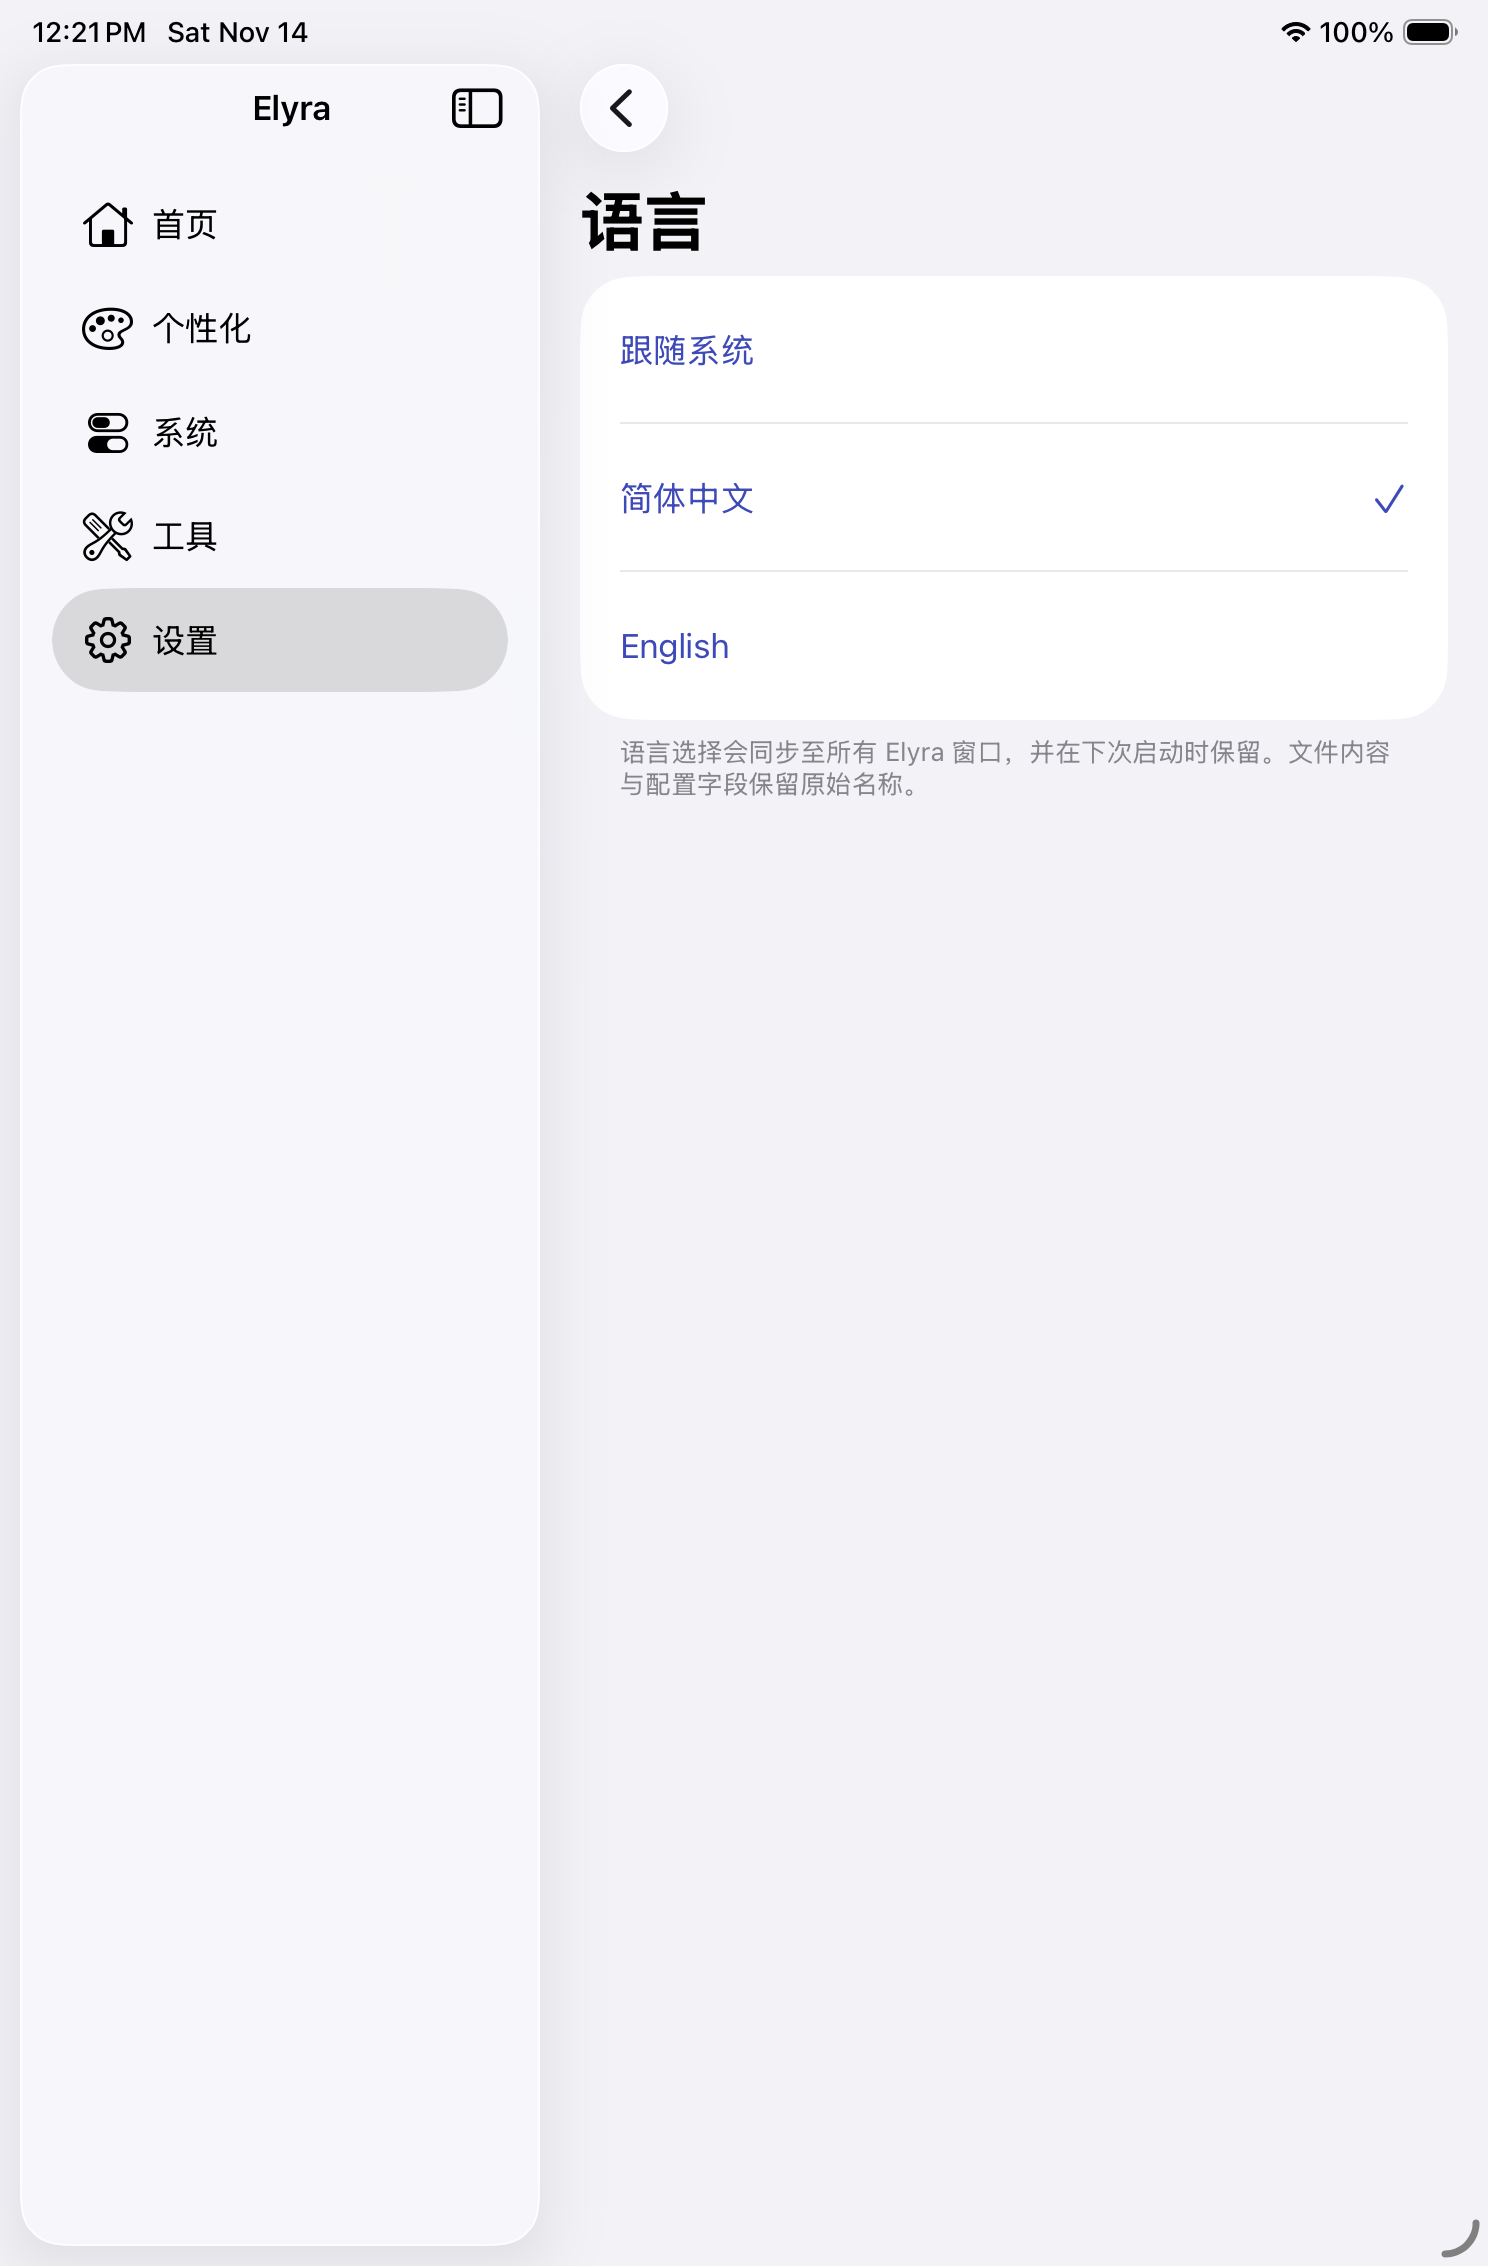 12:21 PM Sat Nov 14
100%
Elyra
首页
个性化
系统
工具
设置
语言
跟随系统
简体中文
English
语言选择会同步至所有 Elyra 窗口，并在下次启动时保留。文件内容
与配置字段保留原始名称。